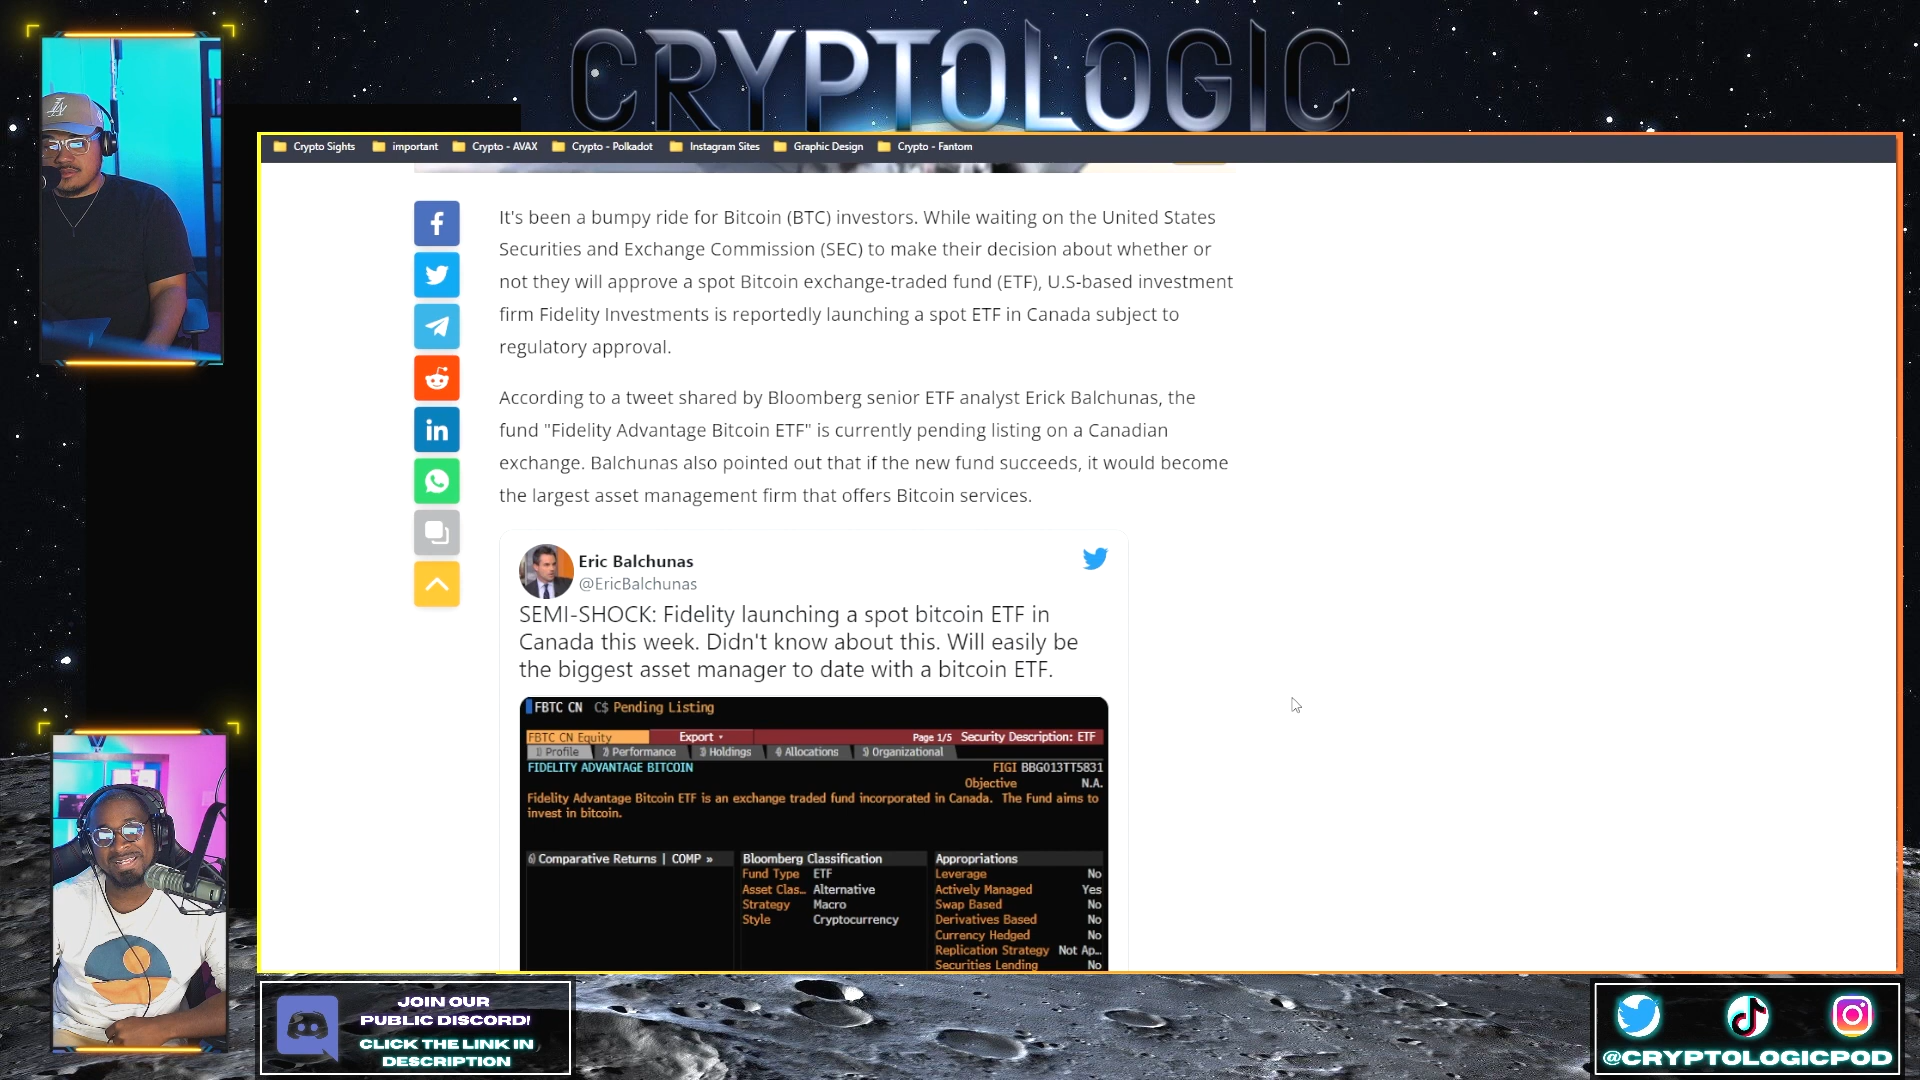 CRYPTOLOGIC
Crypto Sights
important
Crypto - AVAX
Crypto - Polkadot
Instagram Sites
Graphic Design
Crypto - Fantom
It's been a bumpy ride for Bitcoin (BTC) investors. While waiting on the United States
Securities and Exchange Commission (SEC) to make their decision about whether or
not they will approve a spot Bitcoin exchange-traded fund (ETF), U.S-based investment
firm Fidelity Investments is reportedly launching a spot ETF in Canada subject to
regulatory approval.
According to a tweet shared by Bloomberg senior ETF analyst Erick Balchunas, the
fund "Fidelity Advantage Bitcoin ETF" is currently pending listing on a Canadian
exchange. Balchunas also pointed out that if the new fund succeeds, it would become
the largest asset management firm that offers Bitcoin services.
Eric Balchunas
@EricBalchunas
SEMI-SHOCK: Fidelity launching a spot bitcoin ETF in
Canada this week. Didn't know about this. Will easily be
the biggest asset manager to date with a bitcoin ETF.
FBTC CN C$ Pending Listing
FBTC CN Equity Export Page 1/5 Security Description: ETF
1) Profile 2) Performance 3) Holdings 4) Allocations 5) Organizational
FIDELITY ADVANTAGE BITCOIN FIGI BBG013TT5831
Objective N.A.
Fidelity Advantage Bitcoin ETF is an exchange traded fund incorporated in Canada. The Fund aims to
invest in bitcoin.
6) Comparative Returns | COMP » Bloomberg Classification Appropriations
Fund Type ETF Leverage No
Asset Clas… Alternative Actively Managed Yes
Strategy Macro Swap Based No
Style Cryptocurrency Derivatives Based No
Currency Hedged No
Replication Strategy Not Ap…
Securities Lending No
JOIN OUR
PUBLIC DISCORD!
CLICK THE LINK IN
DESCRIPTION
@CRYPTOLOGICPOD
in
LA